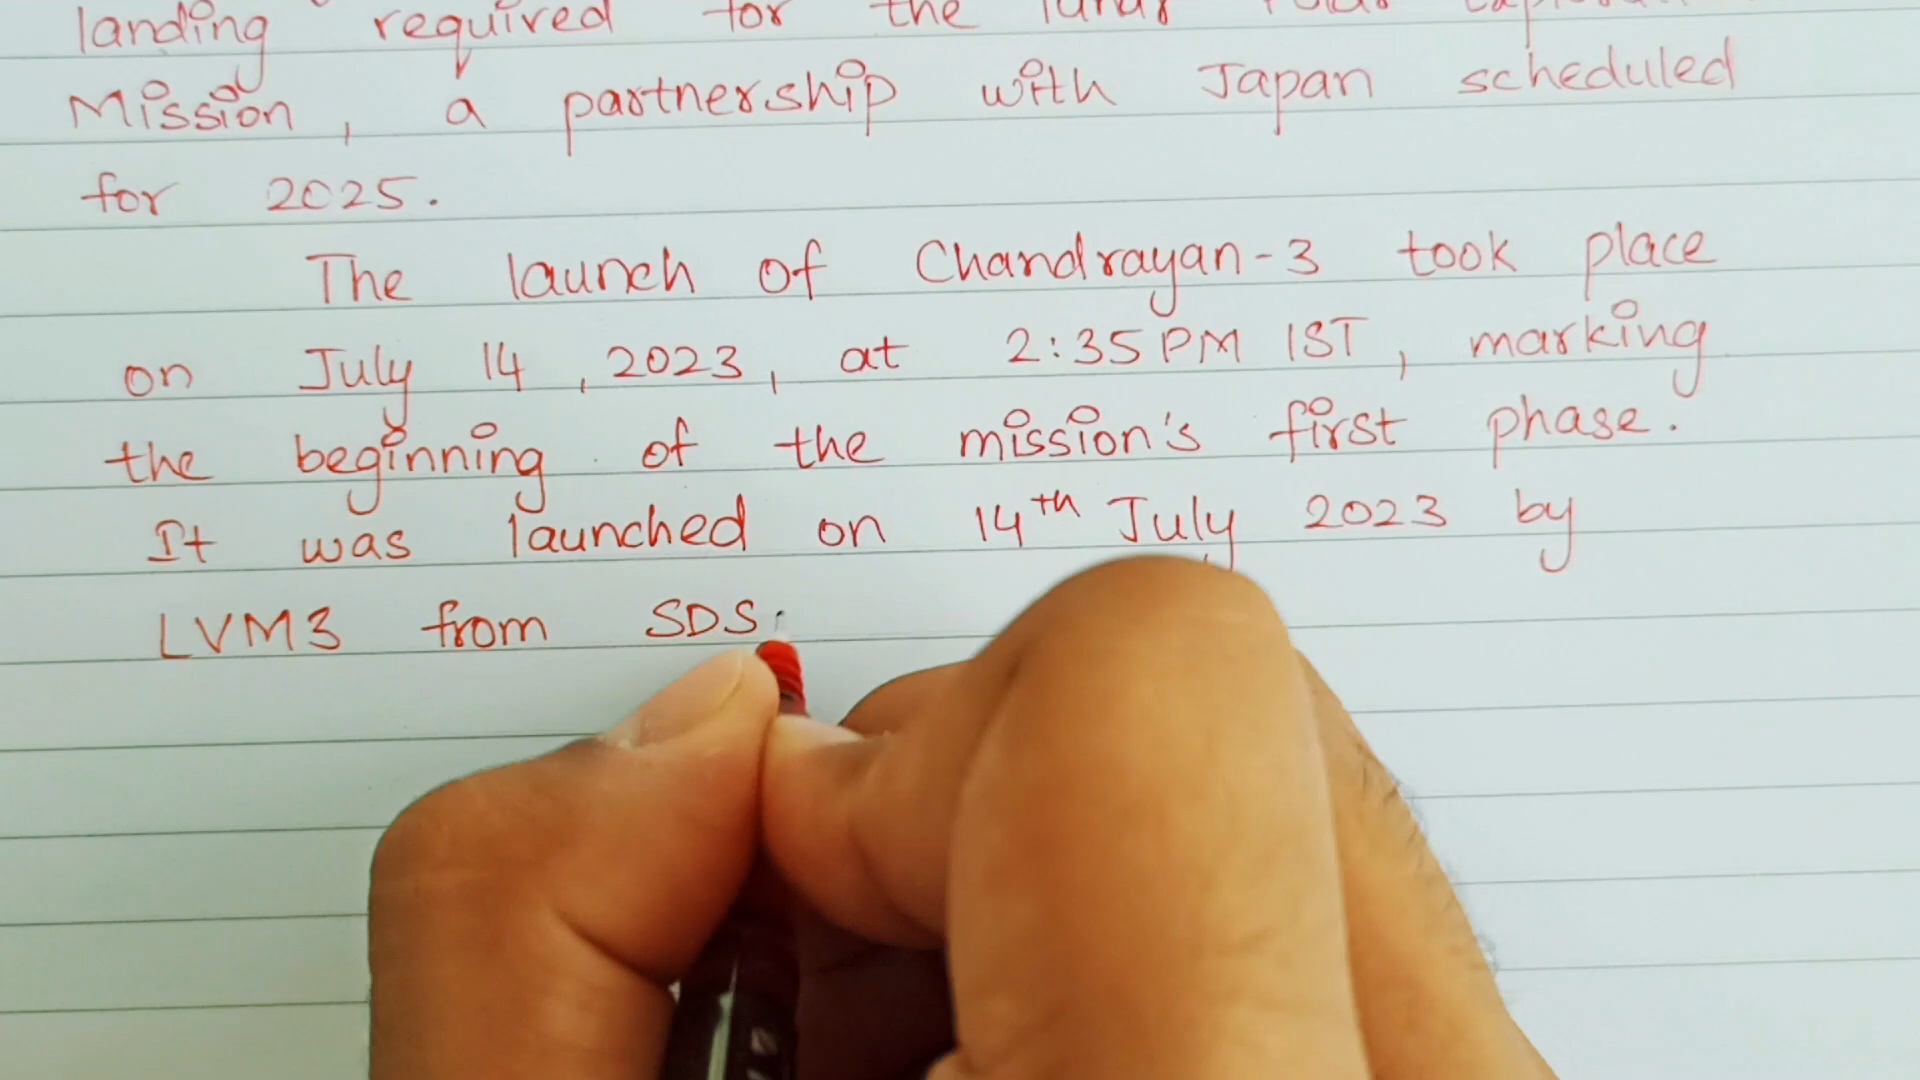 landing required for the lunar
Mission, a partnership with Japan scheduled
for 2025.
The launch of Chandrayan-3 took place
on July 14, 2023, at 2:35PM IST, marking
the beginning of the mission's first phase.
It was launched on 14th July 2023 by
LVM3 from SDS